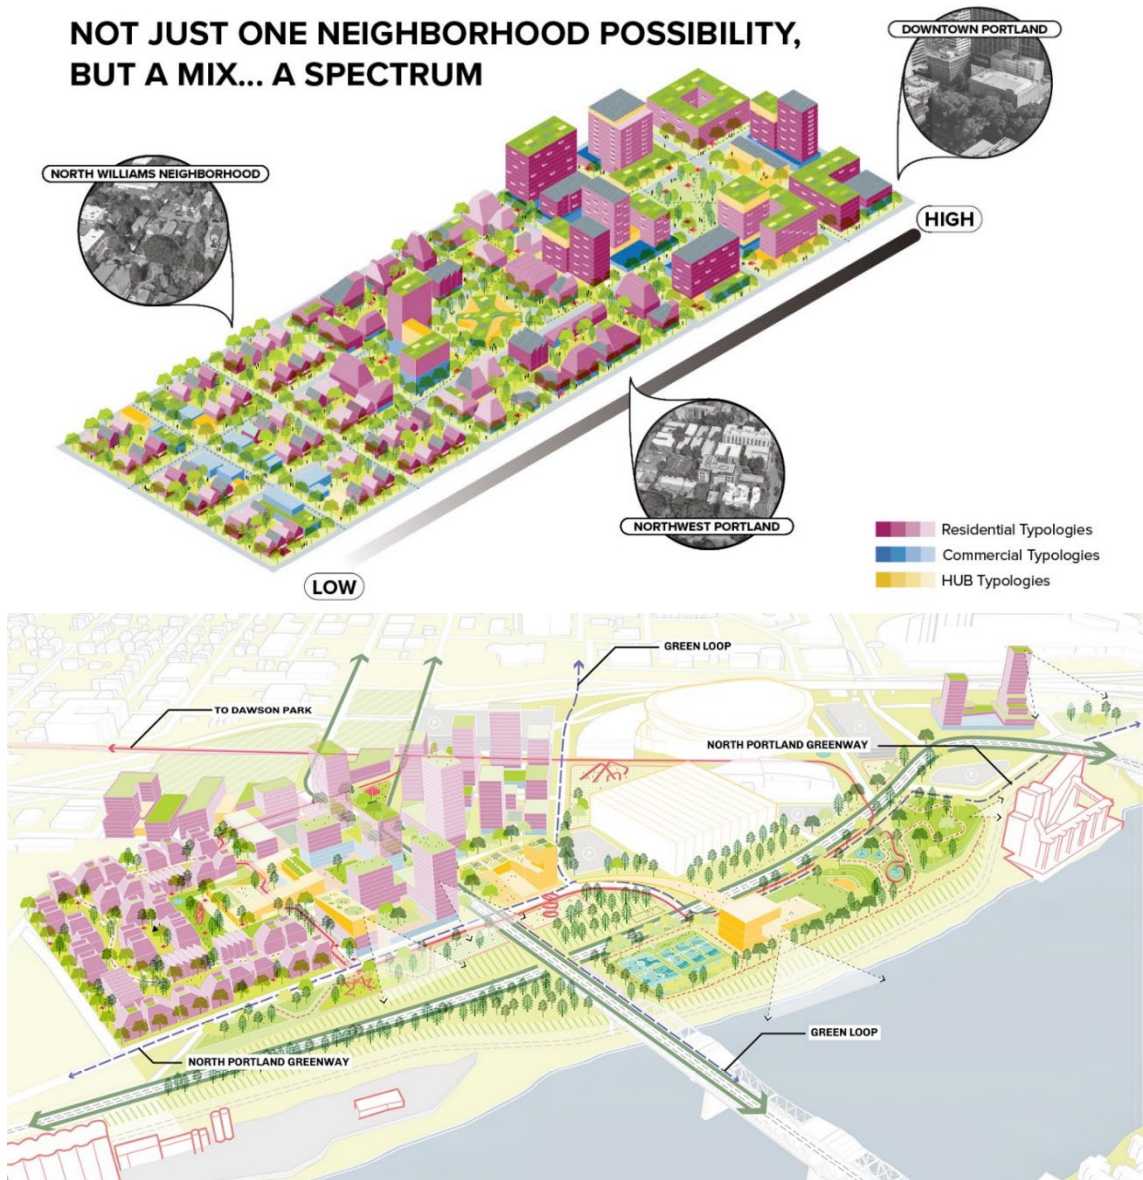 NOT JUST ONE NEIGHBORHOOD POSSIBILITY,
BUT A MIX... A SPECTRUM
DOWNTOWN PORTLAND
NORTH WILLIAMS NEIGHBORHOOD
HIGH
NORTHWEST PORTLAND
LOW
Residential Typologies
Commercial Typologies
HUB Typologies
GREEN LOOP
TO DAWSON PARK
NORTH PORTLAND GREENWAY
GREEN LOOP
NORTH PORTLAND GREENWAY